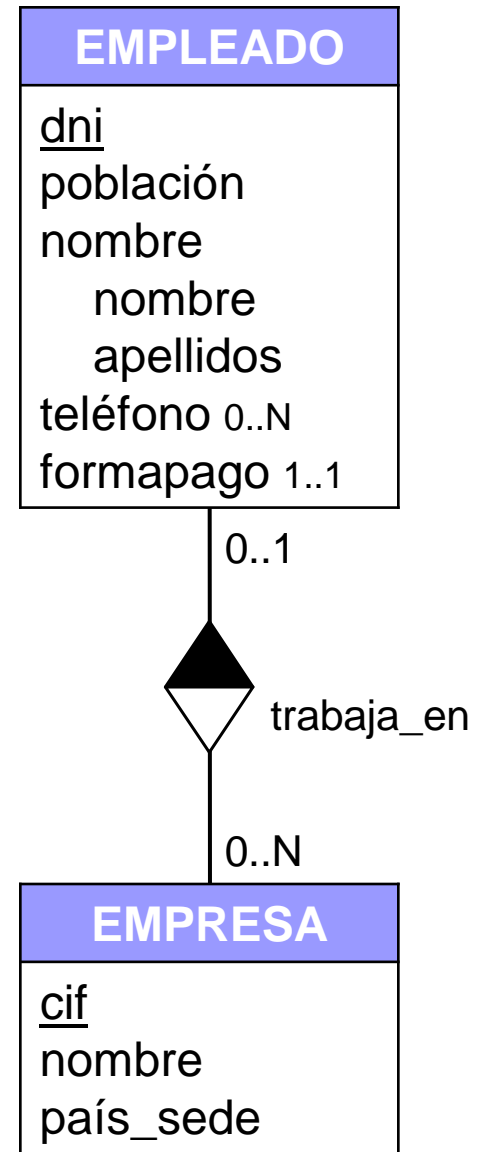 EMPLEADO
dni
población
nombre
nombre
apellidos
teléfono 0..N
formapago 1..1
0..1
trabaja_en
0..N
EMPRESA
cif
nombre
país_sede